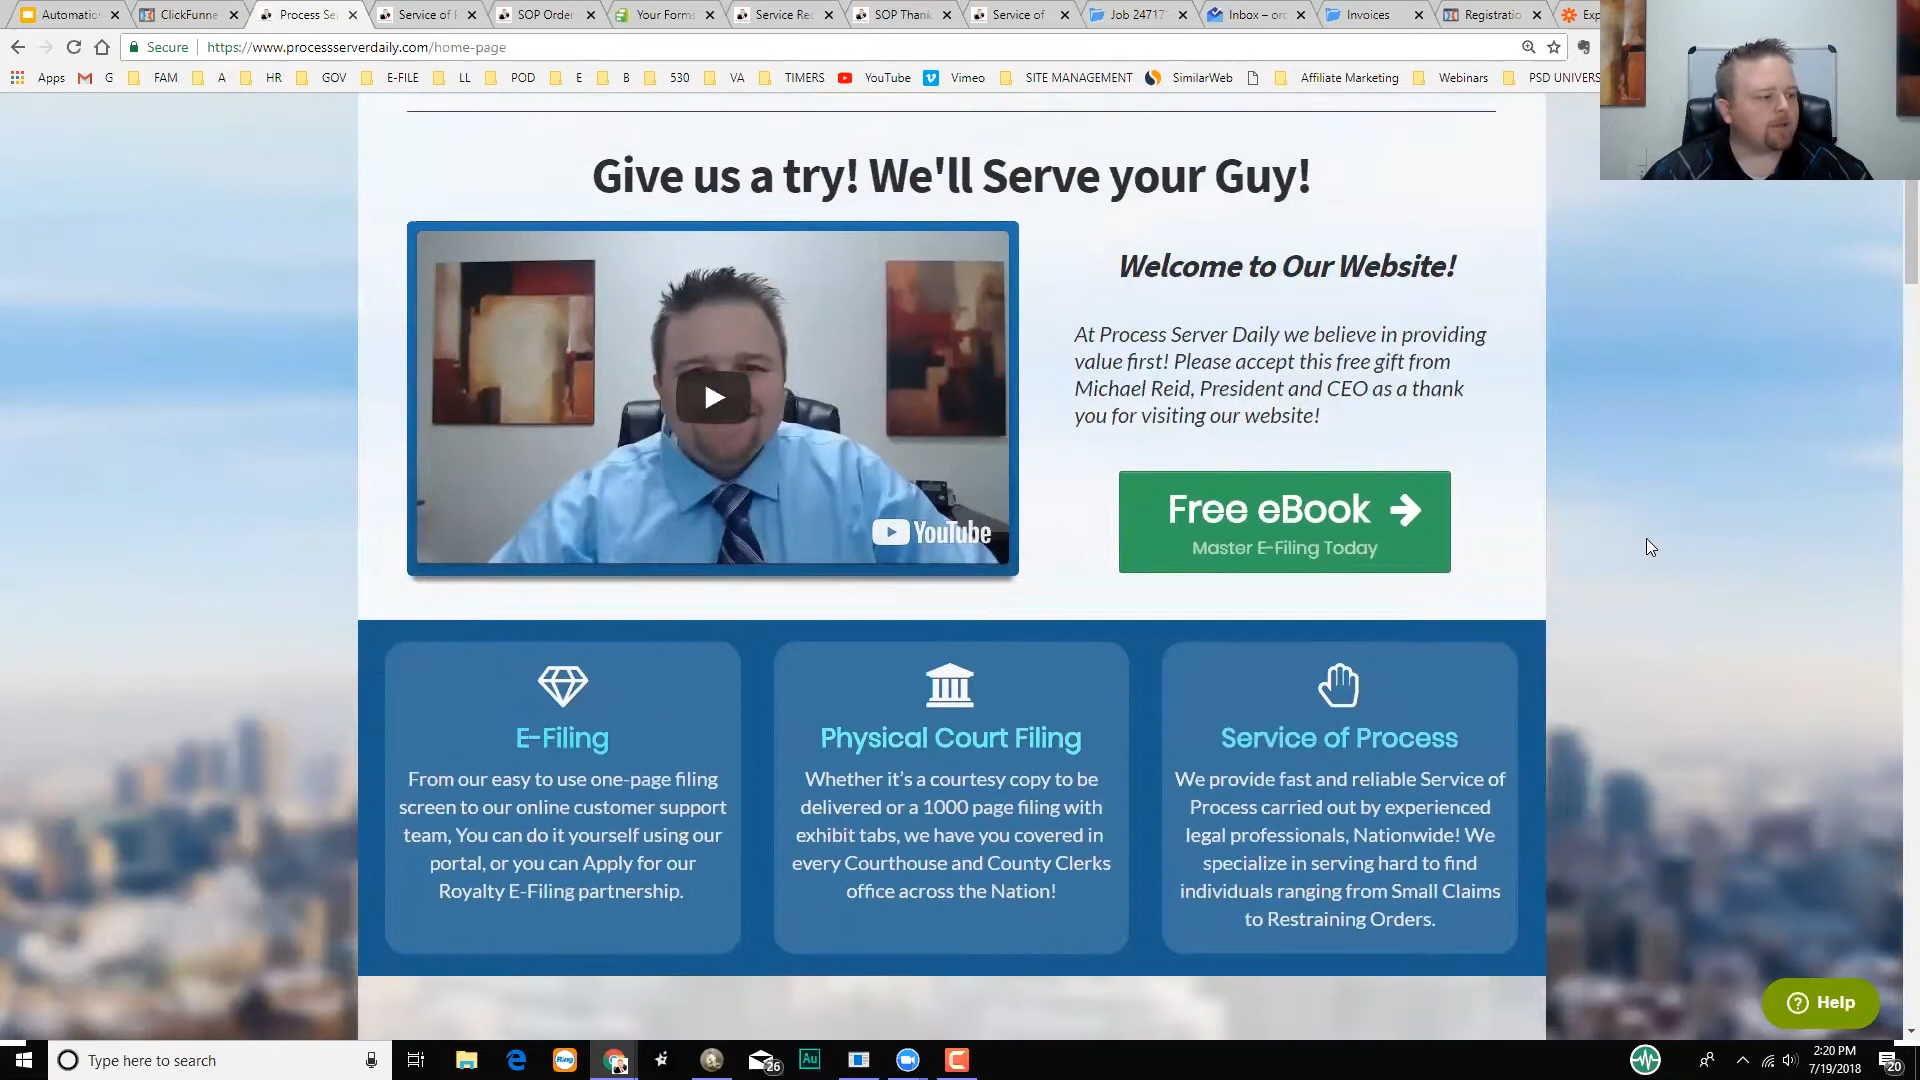 Automatio
ClickFunne
Process Se
Service of P
SOP Order
Your Forms
Service Rec
SOP Thank
Service of
Job 24717
Inbox – orc
Invoices
Registratio
Exp
Secure
https://www.processserverdaily.com/home-page
Apps
G
FAM
A
HR
GOV
E-FILE
LL
POD
E
B
530
VA
TIMERS
YouTube
Vimeo
SITE MANAGEMENT
SimilarWeb
Affiliate Marketing
Webinars
PSD UNIVERS
Give us a try! We'll Serve your Guy!
YouTube
Welcome to Our Website!
At Process Server Daily we believe in providing
value first! Please accept this free gift from
Michael Reid, President and CEO as a thank
you for visiting our website!
Free eBook
Master E-Filing Today
E-Filing
From our easy to use one-page filing
screen to our online customer support
team, You can do it yourself using our
portal, or you can Apply for our
Royalty E-Filing partnership.
Physical Court Filing
Whether it's a courtesy copy to be
delivered or a 1000 page filing with
exhibit tabs, we have you covered in
every Courthouse and County Clerks
office across the Nation!
Service of Process
We provide fast and reliable Service of
Process carried out by experienced
legal professionals, Nationwide! We
specialize in serving hard to find
individuals ranging from Small Claims
to Restraining Orders.
Help
Type here to search
Ring
26
Au
2:20 PM
7/19/2018
20